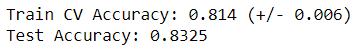 Train CV Accuracy: 0.814 (+/- 0.006)
Test Accuracy: 0.8325